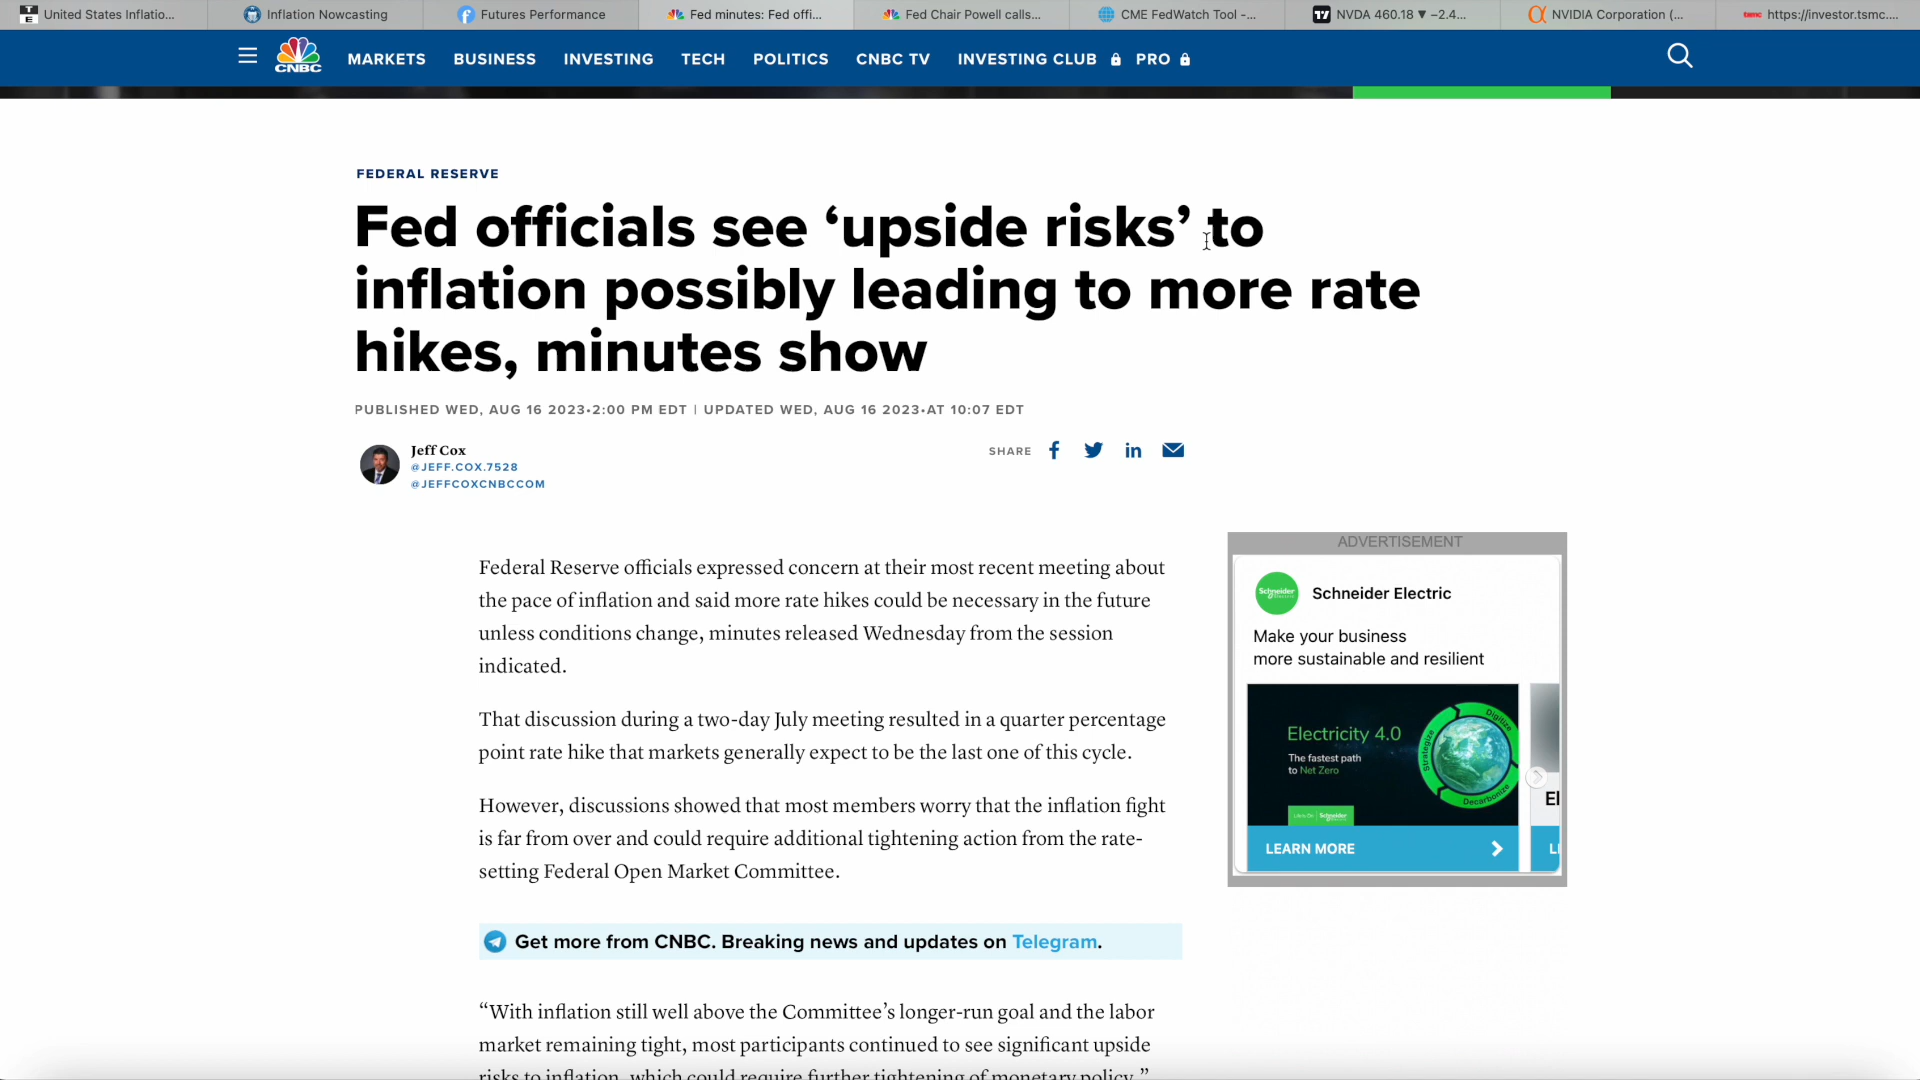 United States Inflatio...
Inflation Nowcasting
Futures Performance
Fed minutes: Fed offi...
Fed Chair Powell calls...
CME FedWatch Tool -...
NVDA 460.18 ▼ −2.4...
NVIDIA Corporation (...
https://investor.tsmc....
CNBC
MARKETS
BUSINESS
INVESTING
TECH
POLITICS
CNBC TV
INVESTING CLUB
PRO
FEDERAL RESERVE
Fed officials see ‘upside risks’ to
inflation possibly leading to more rate
hikes, minutes show
PUBLISHED WED, AUG 16 2023•2:00 PM EDT | UPDATED WED, AUG 16 2023•AT 10:07 EDT
Jeff Cox
@JEFF.COX.7528
@JEFFCOXCNBCCOM
SHARE
Federal Reserve officials expressed concern at their most recent meeting about
the pace of inflation and said more rate hikes could be necessary in the future
unless conditions change, minutes released Wednesday from the session
indicated.
That discussion during a two-day July meeting resulted in a quarter percentage
point rate hike that markets generally expect to be the last one of this cycle.
However, discussions showed that most members worry that the inflation fight
is far from over and could require additional tightening action from the rate-
setting Federal Open Market Committee.
Get more from CNBC. Breaking news and updates on Telegram.
“With inflation still well above the Committee’s longer-run goal and the labor
market remaining tight, most participants continued to see significant upside
risks to inflation, which could require further tightening of monetary policy,”
ADVERTISEMENT
Schneider Electric
Make your business
more sustainable and resilient
Electricity 4.0
The fastest path
to Net Zero
Strategize
Digitize
Decarbonize
Life Is On Schneider
LEARN MORE
El